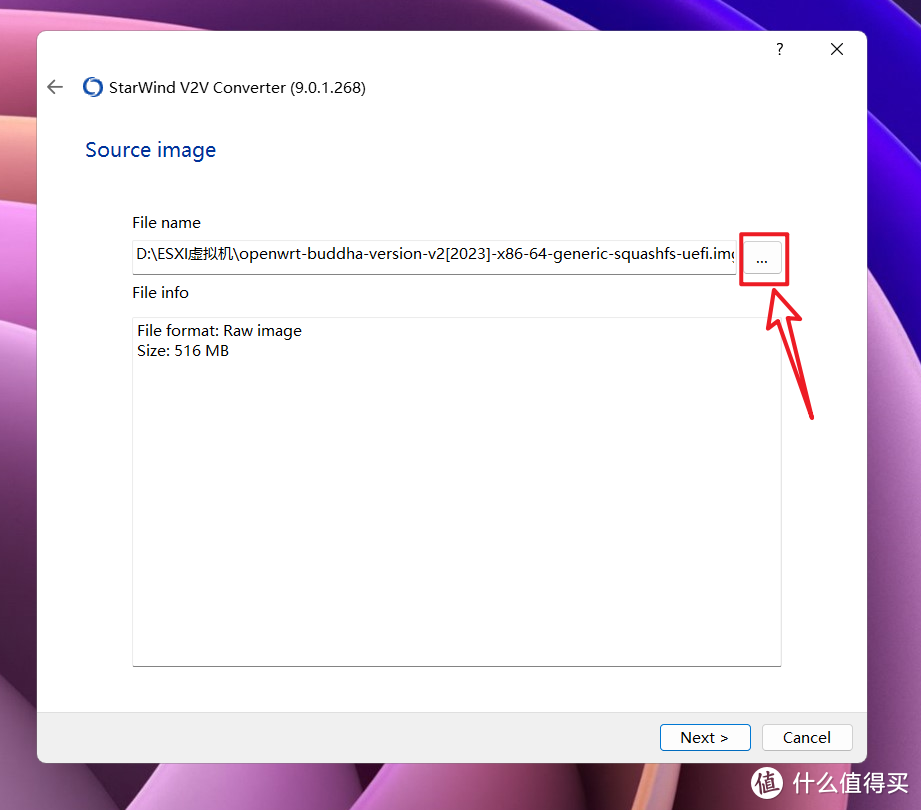 ?
StarWind V2V Converter (9.0.1.268)
Source image
File name
D:\ESXI虚拟机\openwrt-buddha-version-v2[2023]-x86-64-generic-squashfs-uefi.img
...
File info
File format: Raw image
Size: 516 MB
Next >
Cancel
值 什么值得买